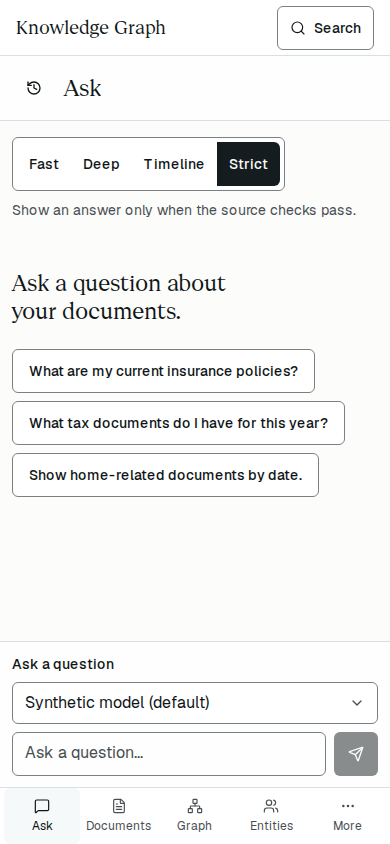 Knowledge Graph
Search
Ask
Fast
Deep
Timeline
Strict
Show an answer only when the source checks pass.
Ask a question about
your documents.
What are my current insurance policies?
What tax documents do I have for this year?
Show home-related documents by date.
Ask a question
Synthetic model (default)
Ask a question...
Ask
Documents
Graph
Entities
More